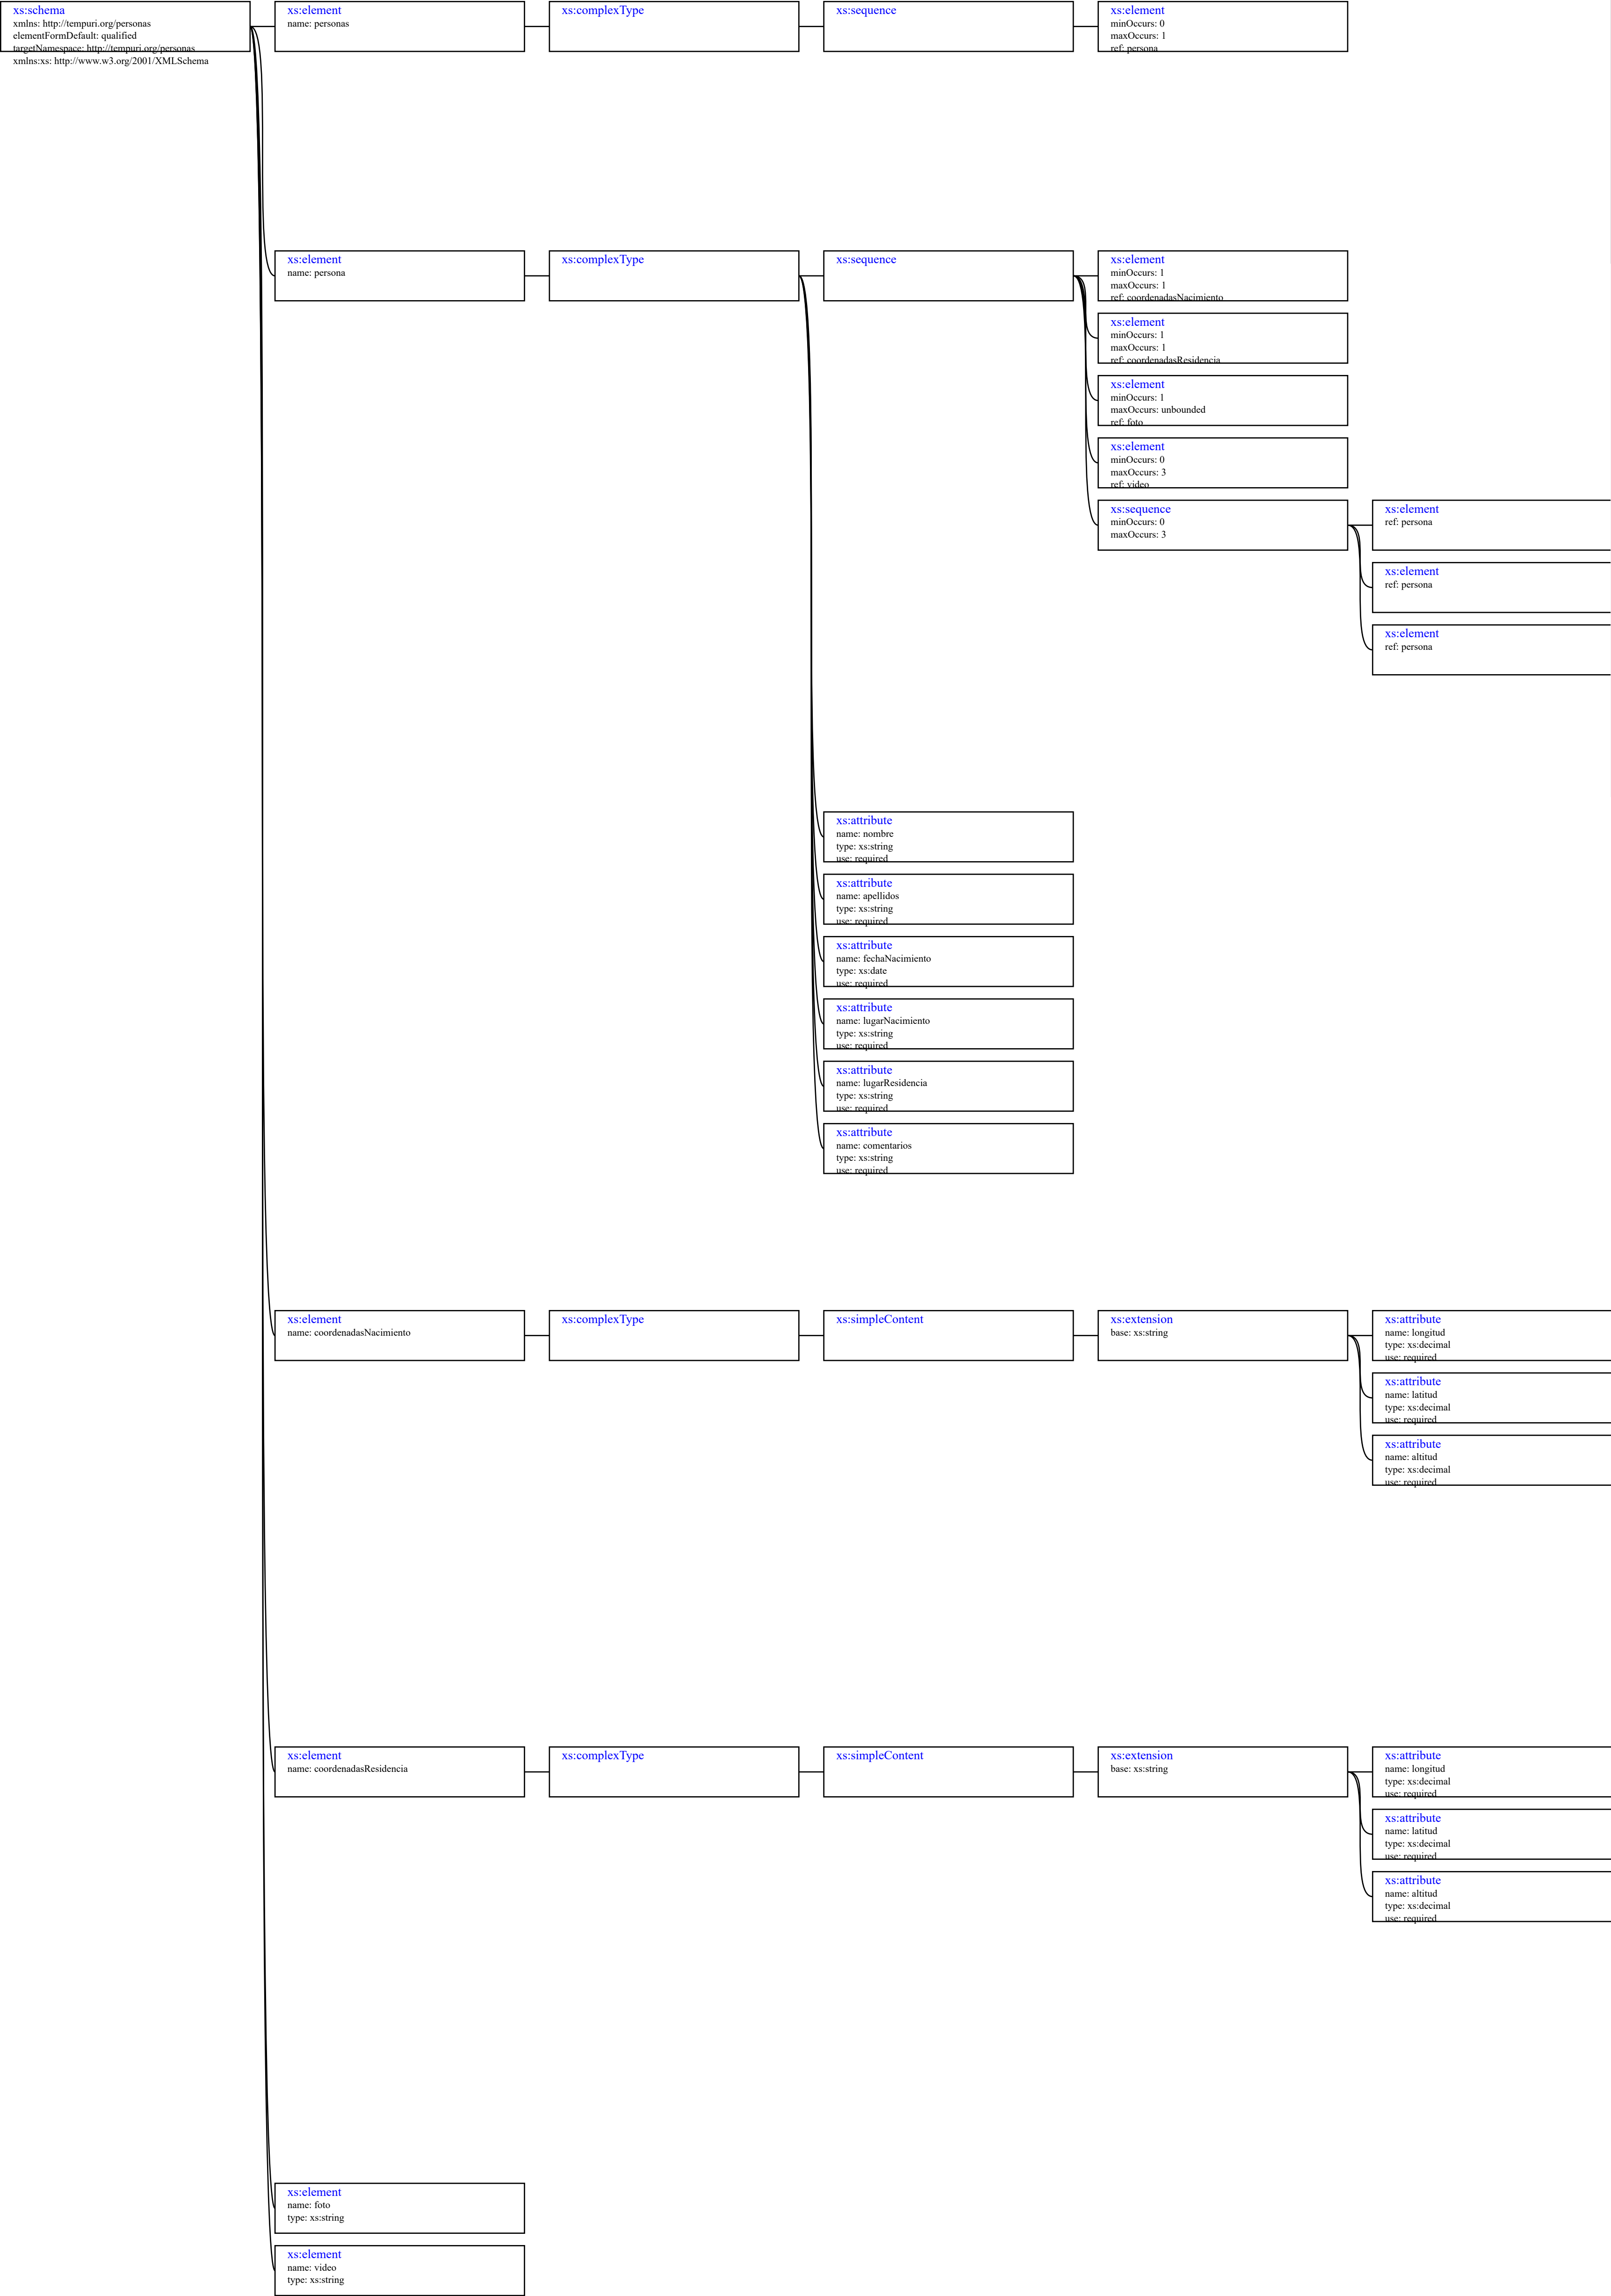 xs:schema
xmlns: http://tempuri.org/personas
elementFormDefault: qualified
targetNamespace: http://tempuri.org/personas
xmlns:xs: http://www.w3.org/2001/XMLSchema
xs:element
name: personas
xs:complexType
xs:sequence
xs:element
minOccurs: 0
maxOccurs: 1
ref: persona
xs:element
name: persona
xs:complexType
xs:sequence
xs:element
minOccurs: 1
maxOccurs: 1
ref: coordenadasNacimiento
xs:element
minOccurs: 1
maxOccurs: 1
ref: coordenadasResidencia
xs:element
minOccurs: 1
maxOccurs: unbounded
ref: foto
xs:element
minOccurs: 0
maxOccurs: 3
ref: video
xs:sequence
minOccurs: 0
maxOccurs: 3
xs:element
ref: persona
xs:element
ref: persona
xs:element
ref: persona
xs:attribute
name: nombre
type: xs:string
use: required
xs:attribute
name: apellidos
type: xs:string
use: required
xs:attribute
name: fechaNacimiento
type: xs:date
use: required
xs:attribute
name: lugarNacimiento
type: xs:string
use: required
xs:attribute
name: lugarResidencia
type: xs:string
use: required
xs:attribute
name: comentarios
type: xs:string
use: required
xs:element
name: coordenadasNacimiento
xs:complexType
xs:simpleContent
xs:extension
base: xs:string
xs:attribute
name: longitud
type: xs:decimal
use: required
xs:attribute
name: latitud
type: xs:decimal
use: required
xs:attribute
name: altitud
type: xs:decimal
use: required
xs:element
name: coordenadasResidencia
xs:complexType
xs:simpleContent
xs:extension
base: xs:string
xs:attribute
name: longitud
type: xs:decimal
use: required
xs:attribute
name: latitud
type: xs:decimal
use: required
xs:attribute
name: altitud
type: xs:decimal
use: required
xs:element
name: foto
type: xs:string
xs:element
name: video
type: xs:string